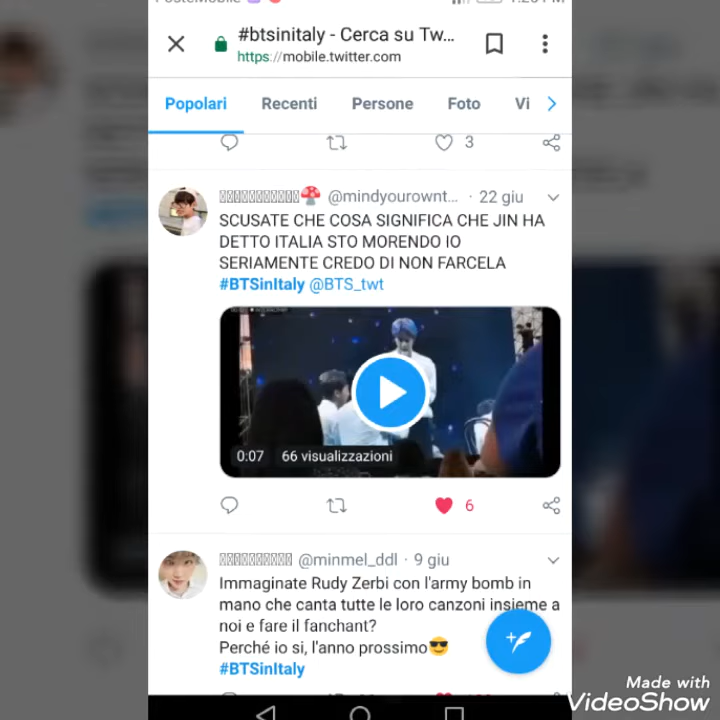 #btsinitaly - Cerca su Tw...
https://mobile.twitter.com
Popolari Recenti Persone Foto Vi
3
@mindyourownt... · 22 giu
SCUSATE CHE COSA SIGNIFICA CHE JIN HA
DETTO ITALIA STO MORENDO IO
SERIAMENTE CREDO DI NON FARCELA
#BTSinItaly @BTS_twt
0:07 66 visualizzazioni
6
@minmel_ddl · 9 giu
Immaginate Rudy Zerbi con l'army bomb in
mano che canta tutte le loro canzoni insieme a
noi e fare il fanchant?
Perché io si, l'anno prossimo😎
#BTSinItaly
Made with
VideoShow